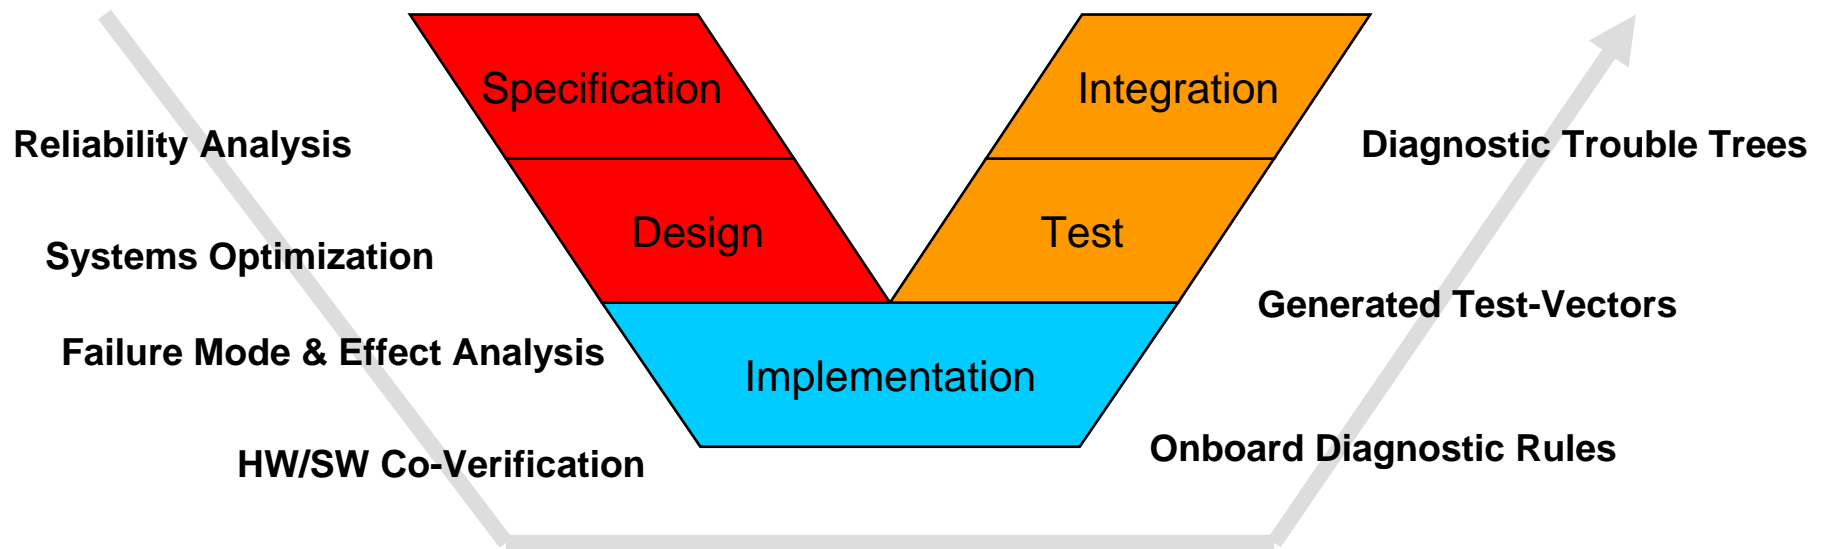 Specification
Integration
Reliability Analysis
Diagnostic Trouble Trees
Design
Test
Systems Optimization
Generated Test-Vectors
Failure Mode & Effect Analysis
Implementation
Onboard Diagnostic Rules
HW/SW Co-Verification